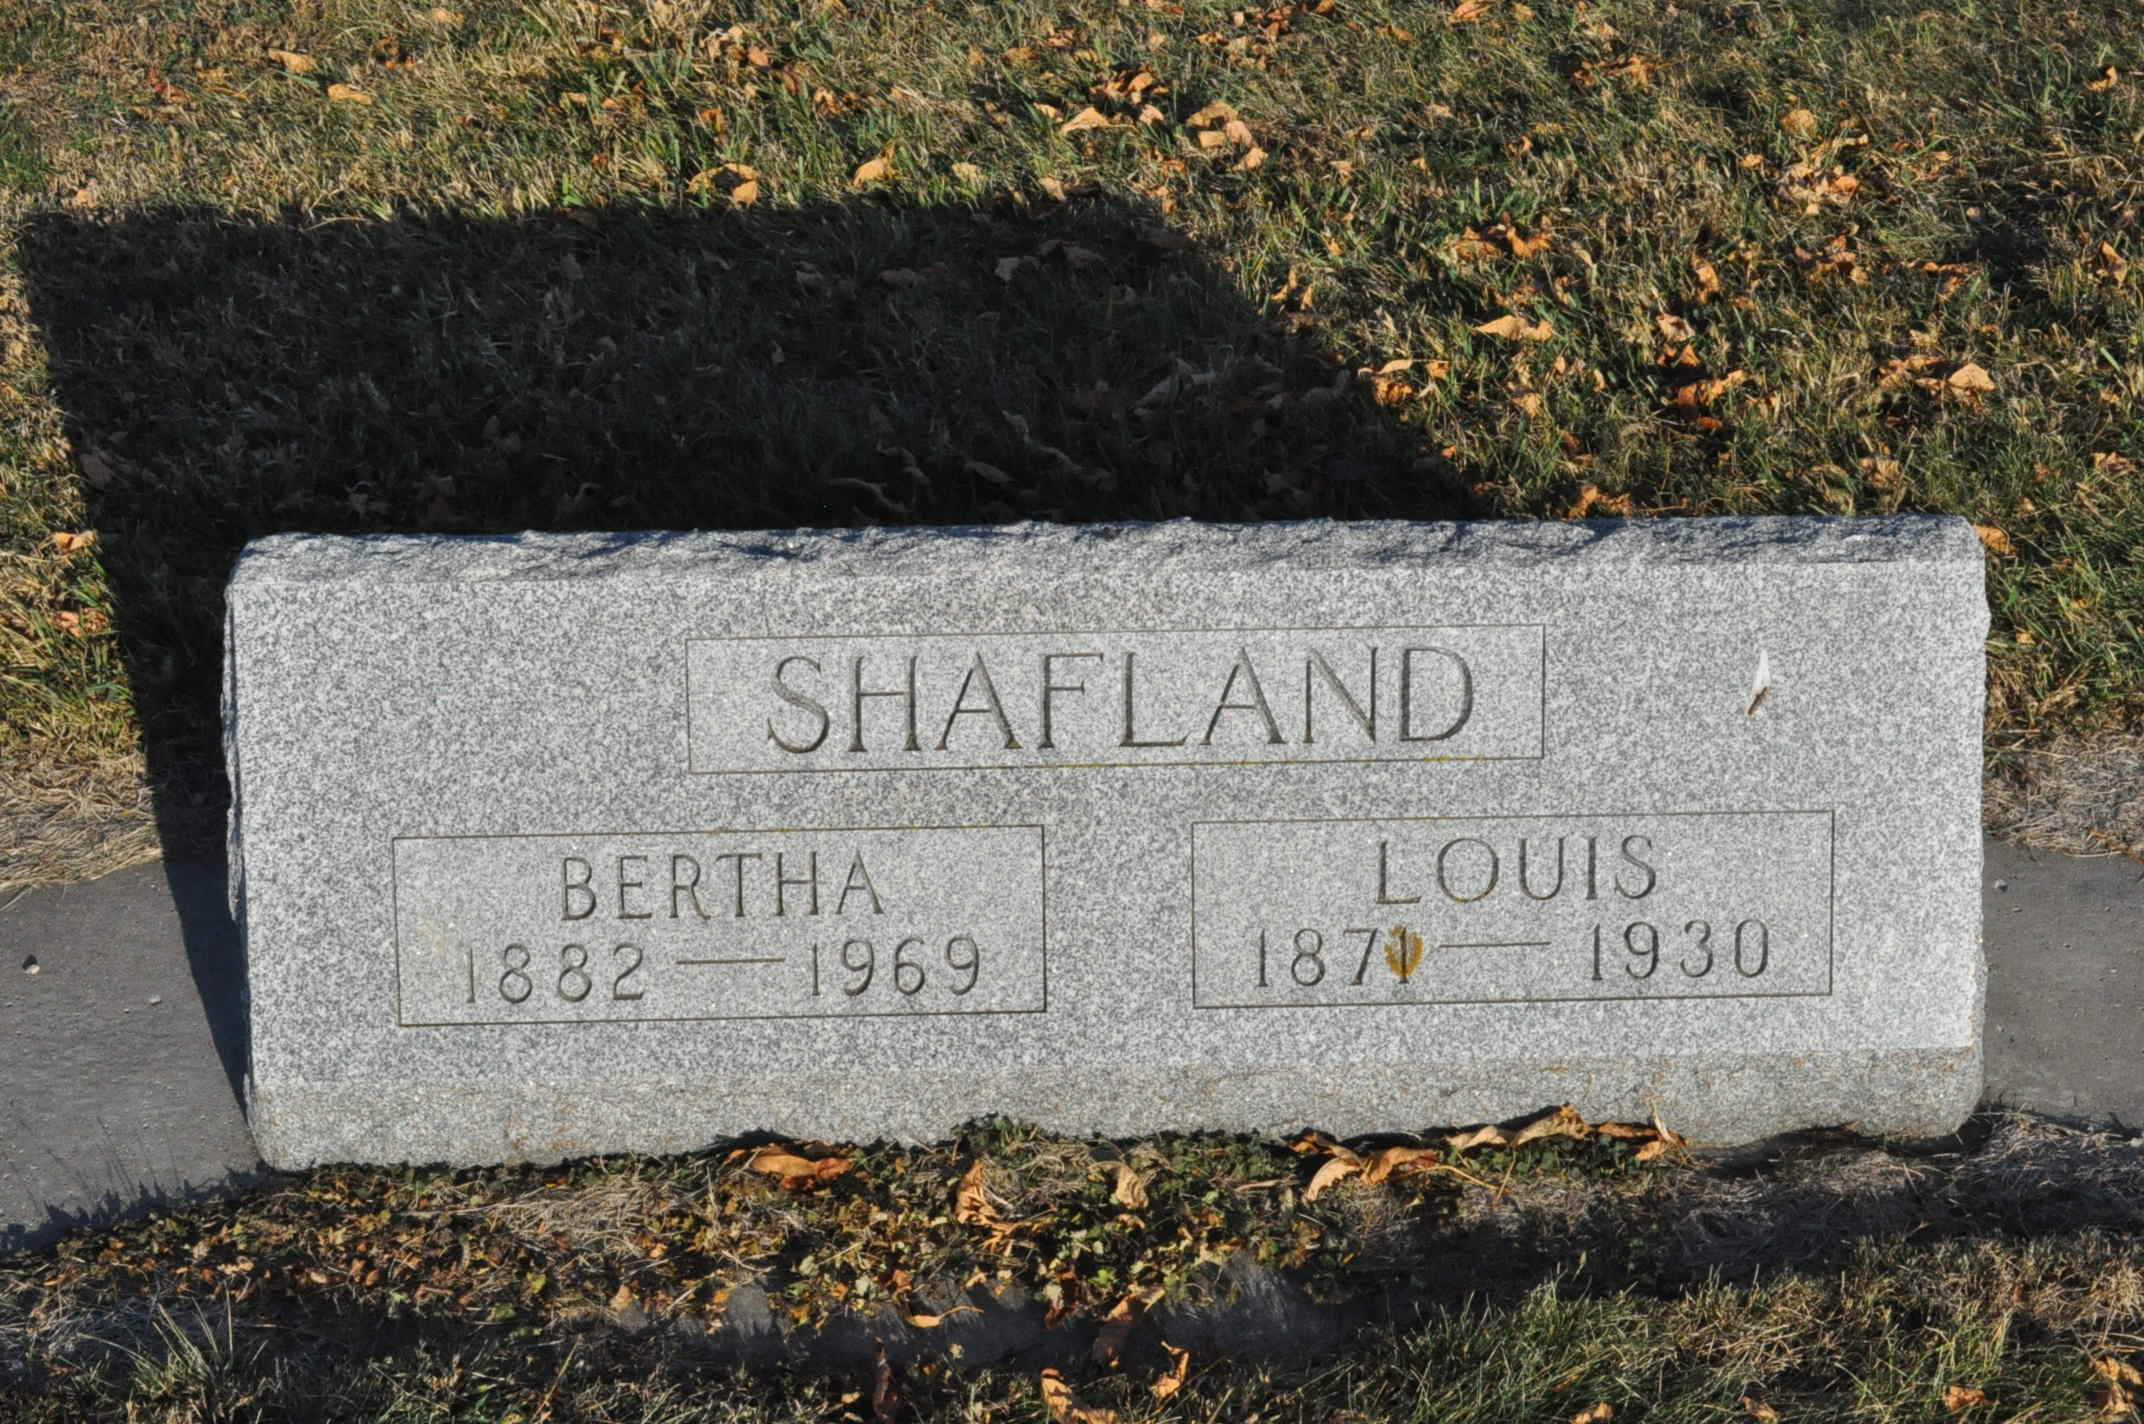 SHAFLAND
BERTHA
1882 — 1969
LOUIS
1871 — 1930